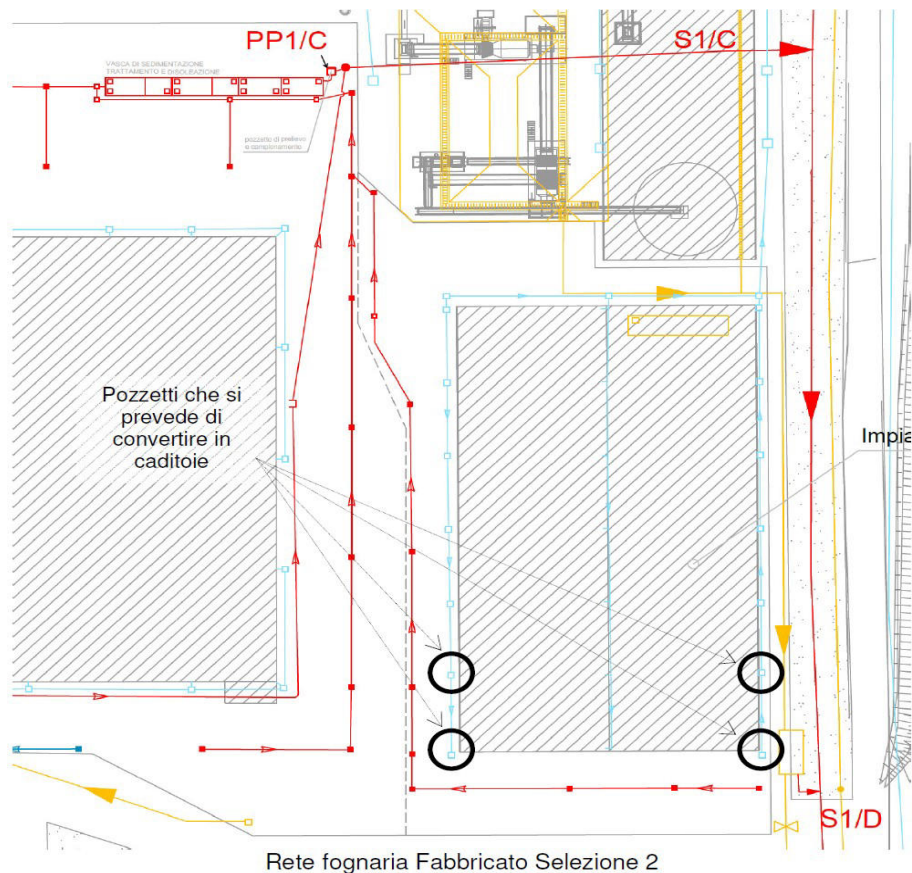 PP1/C
S1/C
VASCA DI SEDIMENTAZIONE
TRATTAMENTO E DISOLEAZIONE
pozzetto di prelievo
e campionamento
Pozzetti che si
prevede di
convertire in
caditoie
Impia
S1/D
Rete fognaria Fabbricato Selezione 2